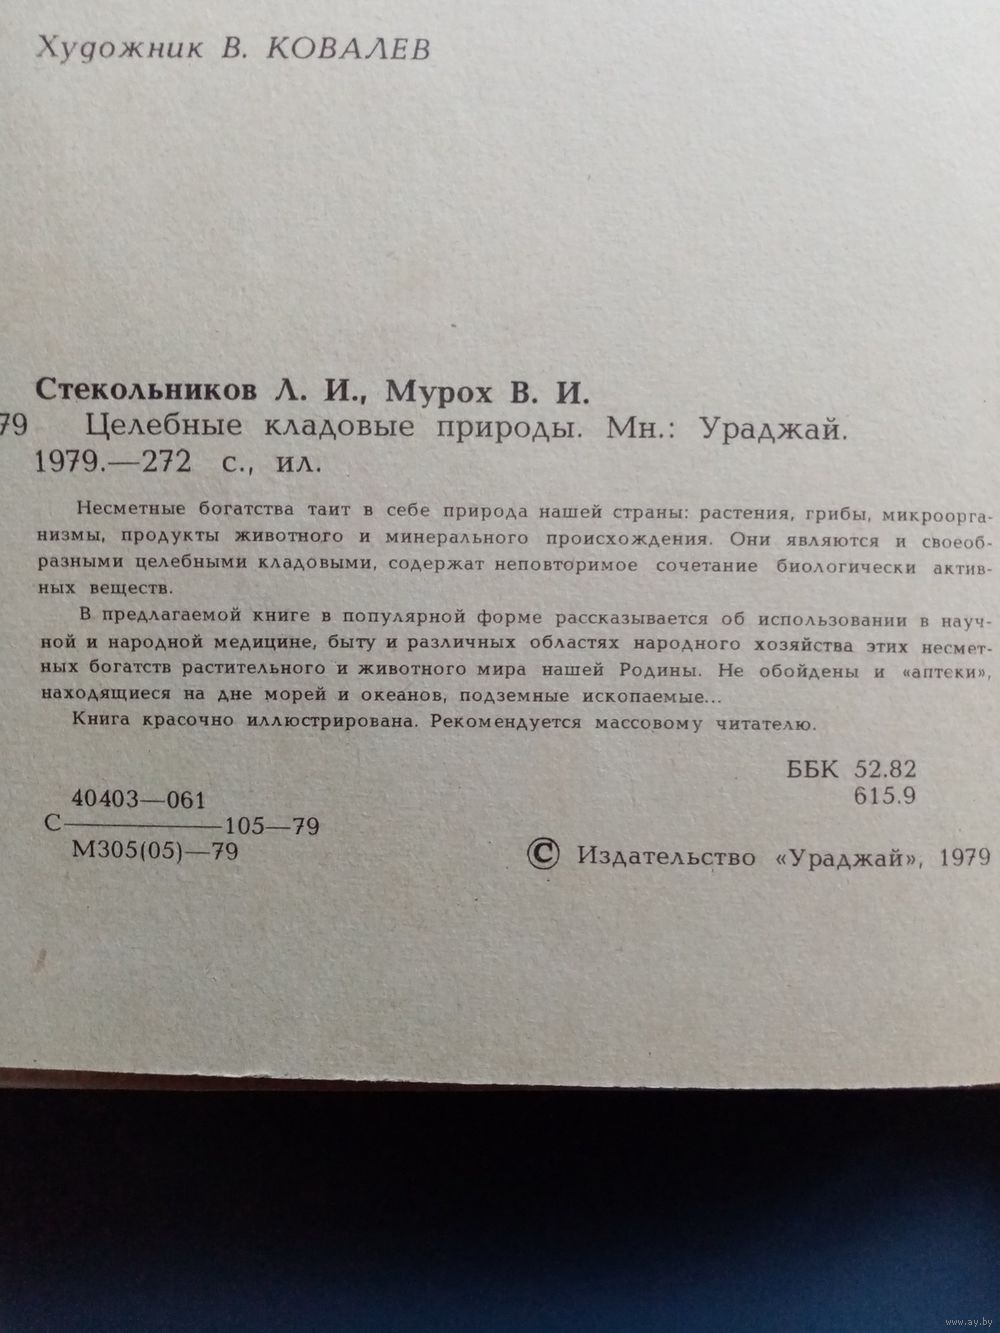 Художник В. КОВАЛЕВ
Стекольников Л. И., Мурох В. И.
79 Целебные кладовые природы. Мн.: Ураджай.
1979.—272 с., ил.
Несметные богатства таит в себе природа нашей страны: растения, грибы, микроорга-
низмы, продукты животного и минерального происхождения. Они являются и своеоб-
разными целебными кладовыми, содержат неповторимое сочетание биологически актив-
ных веществ.
В предлагаемой книге в популярной форме рассказывается об использовании в науч-
ной и народной медицине, быту и различных областях народного хозяйства этих несмет-
ных богатств растительного и животного мира нашей Родины. Не обойдены и «аптеки»,
находящиеся на дне морей и океанов, подземные ископаемые...
Книга красочно иллюстрирована. Рекомендуется массовому читателю.
ББК 52.82
615.9
40403—061
С————105—79
М305(05)—79
© Издательство «Ураджай», 1979
www.ay.by